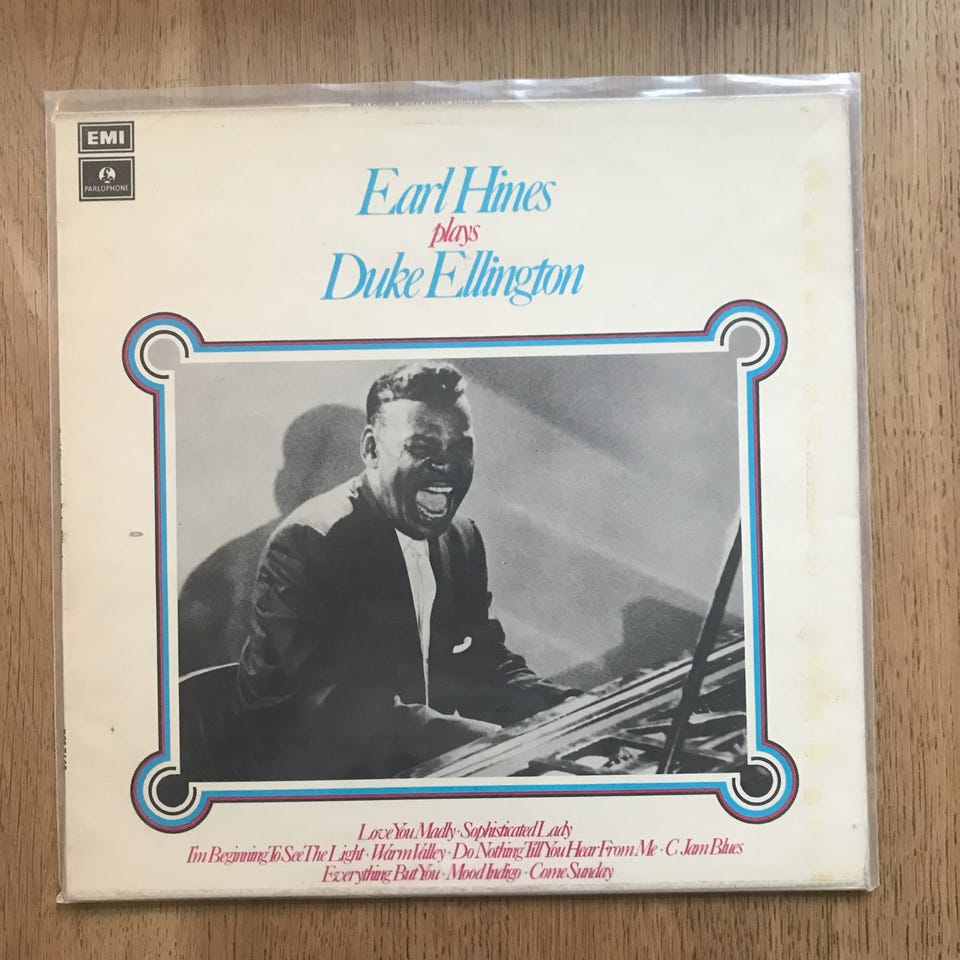 EMI
PARLOPHONE
Earl Hines
plays
Duke Ellington
Love You Madly · Sophisticated Lady
I'm Beginning To See The Light · Warm Valley · Do Nothing Till You Hear From Me · C Jam Blues
Everything But You · Mood Indigo · Come Sunday